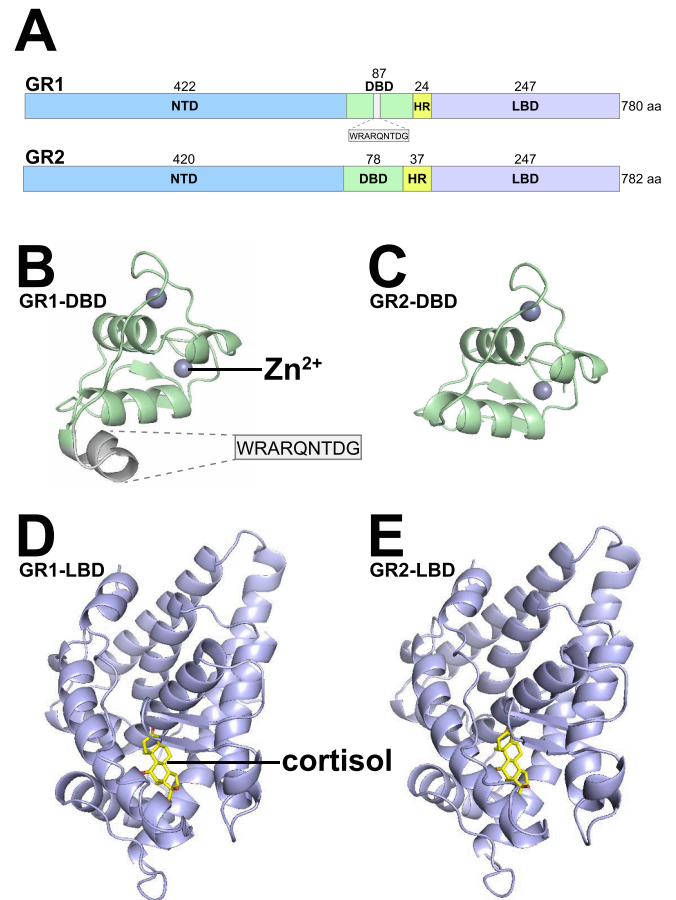 A
GR1
422
87
DBD
24
247
NTD
HR
LBD
780 aa
WRARQNTDG
GR2
420
78
37
247
NTD
DBD
HR
LBD
782 aa
B
GR1-DBD
Zn2+
WRARQNTDG
C
GR2-DBD
D
GR1-LBD
cortisol
E
GR2-LBD